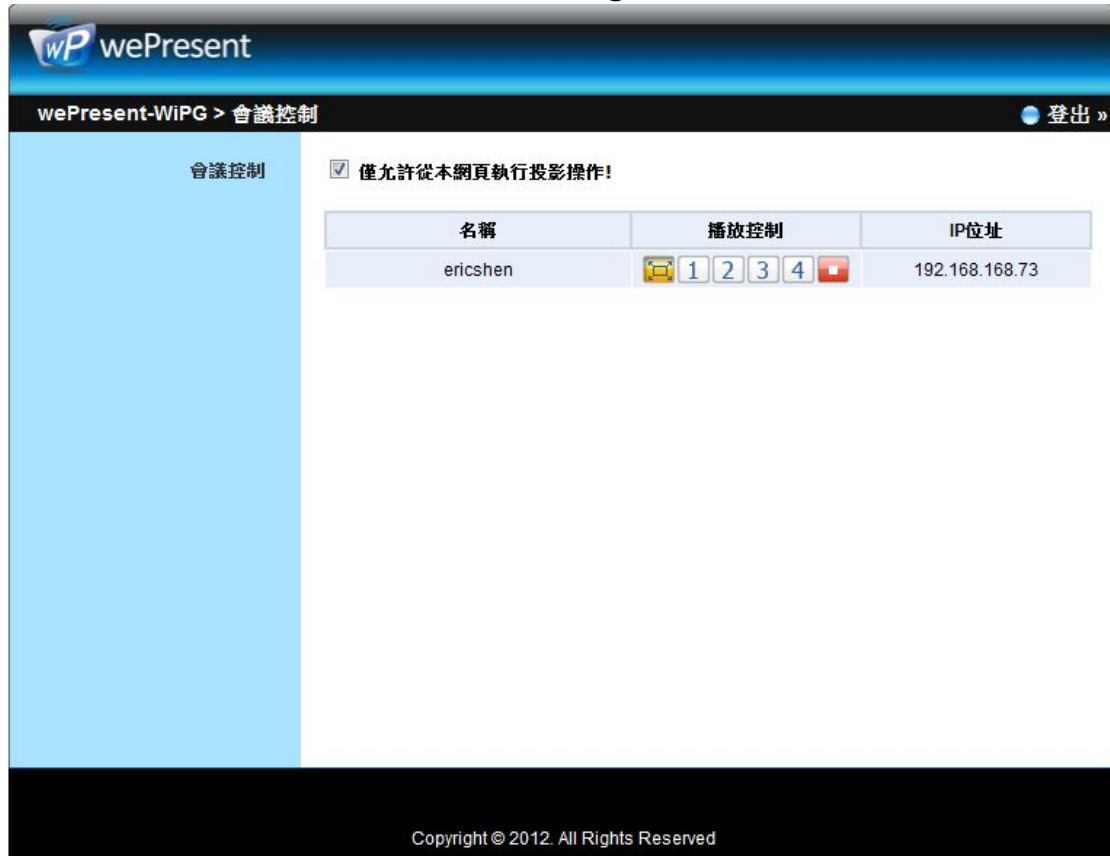 wP wePresent
wePresent-WiPG > 會議控制 登出 »
會議控制
僅允許從本網頁執行投影操作!
名稱 播放控制 IP位址
ericshen 1 2 3 4 192.168.168.73
Copyright © 2012. All Rights Reserved